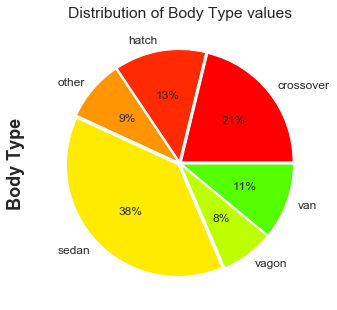 Distribution of Body Type values
hatch
crossover
other
13%
21%
9%
Body Type
11%
38%
8%
van
sedan
vagon